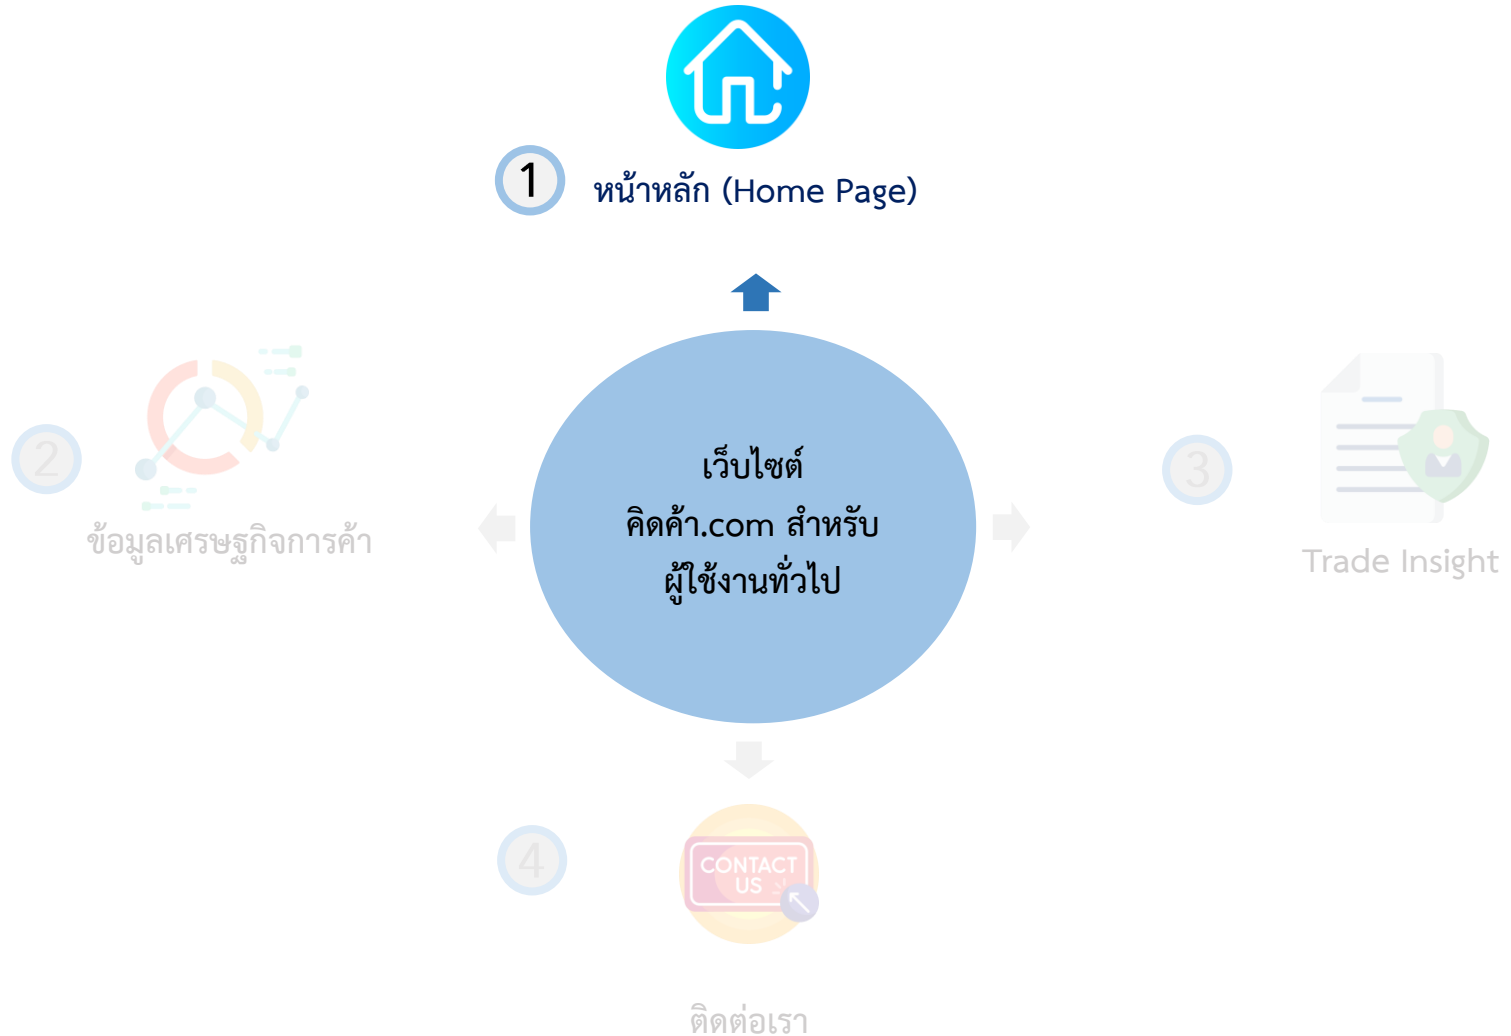 1
หน้าหลัก (Home Page)
2
ข้อมูลเศรษฐกิจการค้า
เว็บไซต์
คิดค้า.com สำหรับ
ผู้ใช้งานทั่วไป
3
Trade Insight
4
CONTACT
US
ติดต่อเรา